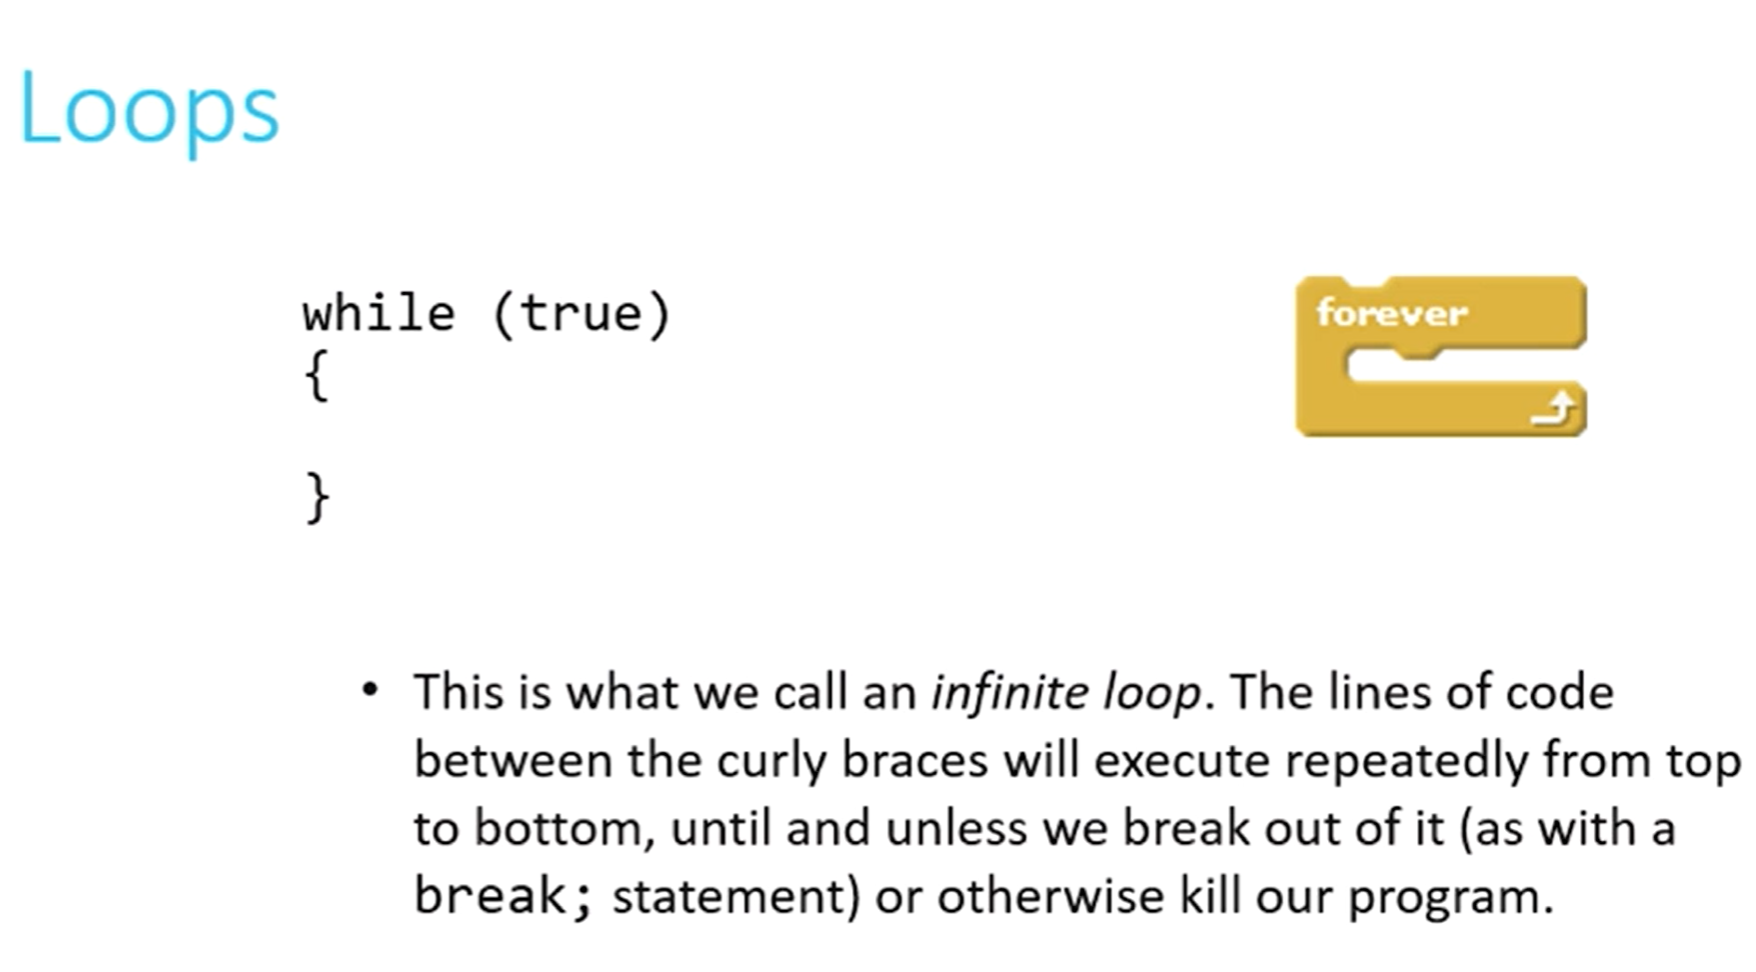 Loops
while (true)
{
}
forever
• This is what we call an infinite loop. The lines of code
between the curly braces will execute repeatedly from top
to bottom, until and unless we break out of it (as with a
break; statement) or otherwise kill our program.